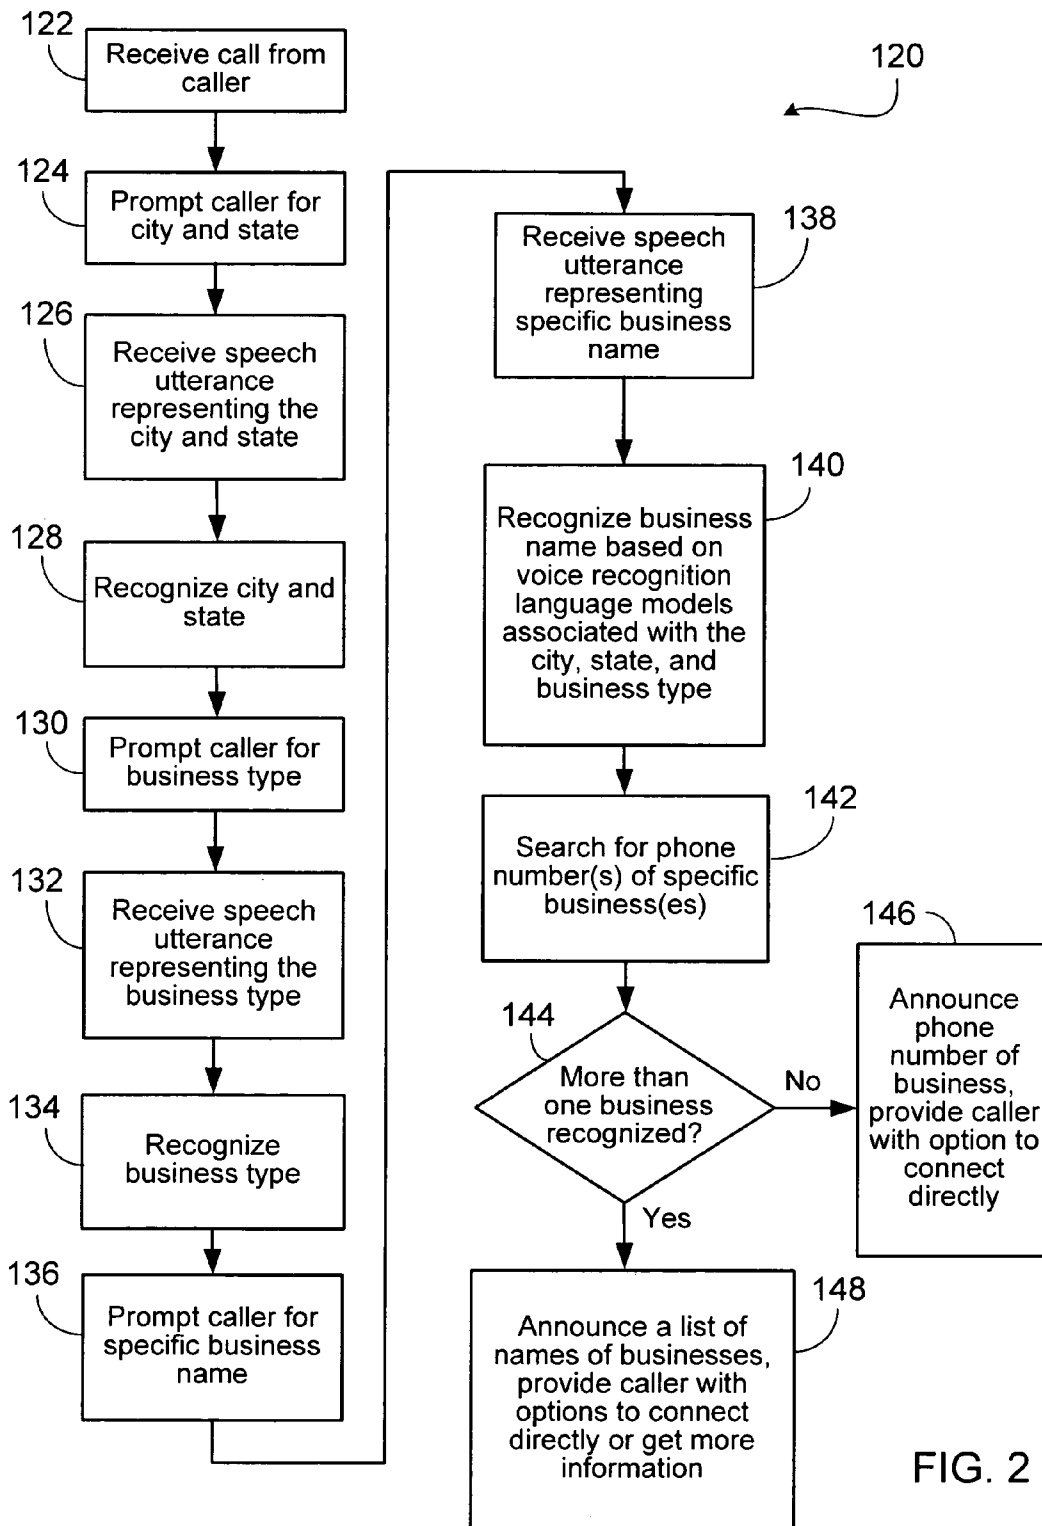 122
Receive call from
caller
120
124
Prompt caller for
city and state
126
Receive speech
utterance
representing the
city and state
128
Recognize city and
state
130
Prompt caller for
business type
132
Receive speech
utterance
representing the
business type
134
Recognize
business type
136
Prompt caller for
specific business
name
138
Receive speech
utterance
representing
specific business
name
140
Recognize business
name based on
voice recognition
language models
associated with the
city, state, and
business type
142
Search for phone
number(s) of specific
business(es)
144
More than
one business
recognized?
No
146
Announce
phone
number of
business,
provide caller
with option to
connect
directly
Yes
148
Announce a list of
names of businesses,
provide caller with
options to connect
directly or get more
information
FIG. 2